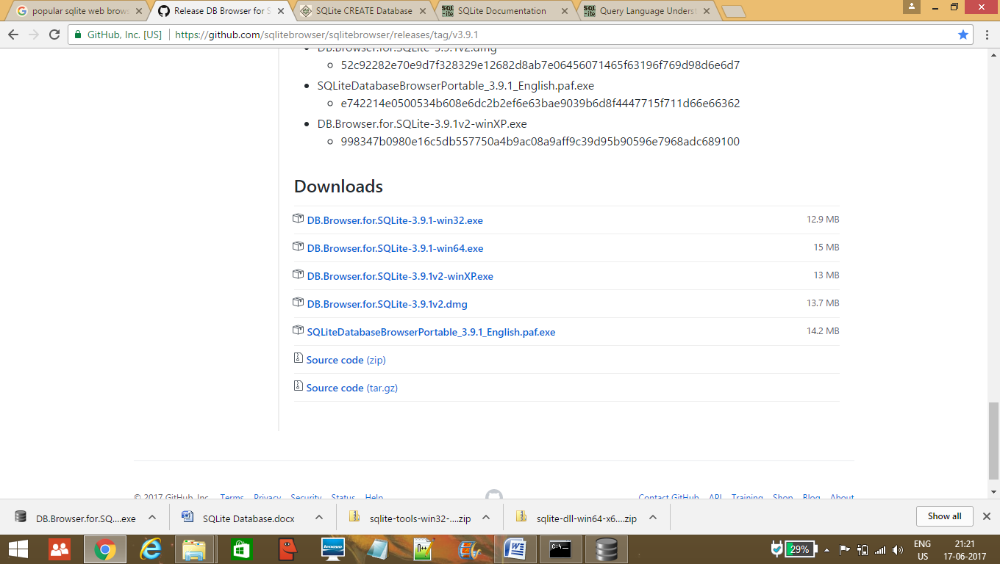 popular sqlite web brows
Release DB Browser for S
SQLite CREATE Database
SQLite Documentation
Query Language Underst
GitHub, Inc. [US]
https://github.com/sqlitebrowser/sqlitebrowser/releases/tag/v3.9.1
DB.Browser.for.SQLite-3.9.1v2.dmg
52c92282e70e9d7f328329e12682d8ab7e06456071465f63196f769d98d6e6d7
SQLiteDatabaseBrowserPortable_3.9.1_English.paf.exe
e742214e0500534b608e6dc2b2ef6e63bae9039b6d8f4447715f711d66e66362
DB.Browser.for.SQLite-3.9.1v2-winXP.exe
998347b0980e16c5db557750a4b9ac08a9aff9c39d95b90596e7968adc689100
Downloads
DB.Browser.for.SQLite-3.9.1-win32.exe 12.9 MB
DB.Browser.for.SQLite-3.9.1-win64.exe 15 MB
DB.Browser.for.SQLite-3.9.1v2-winXP.exe 13 MB
DB.Browser.for.SQLite-3.9.1v2.dmg 13.7 MB
SQLiteDatabaseBrowserPortable_3.9.1_English.paf.exe 14.2 MB
Source code (zip)
Source code (tar.gz)
© 2017 GitHub, Inc. Terms Privacy Security Status Help Contact GitHub API Training Shop Blog About
DB.Browser.for.SQ....exe
SQLite Database.docx
sqlite-tools-win32-....zip
sqlite-dll-win64-x6....zip
Show all
lenovo
29%
ENG
US
21:21
17-06-2017